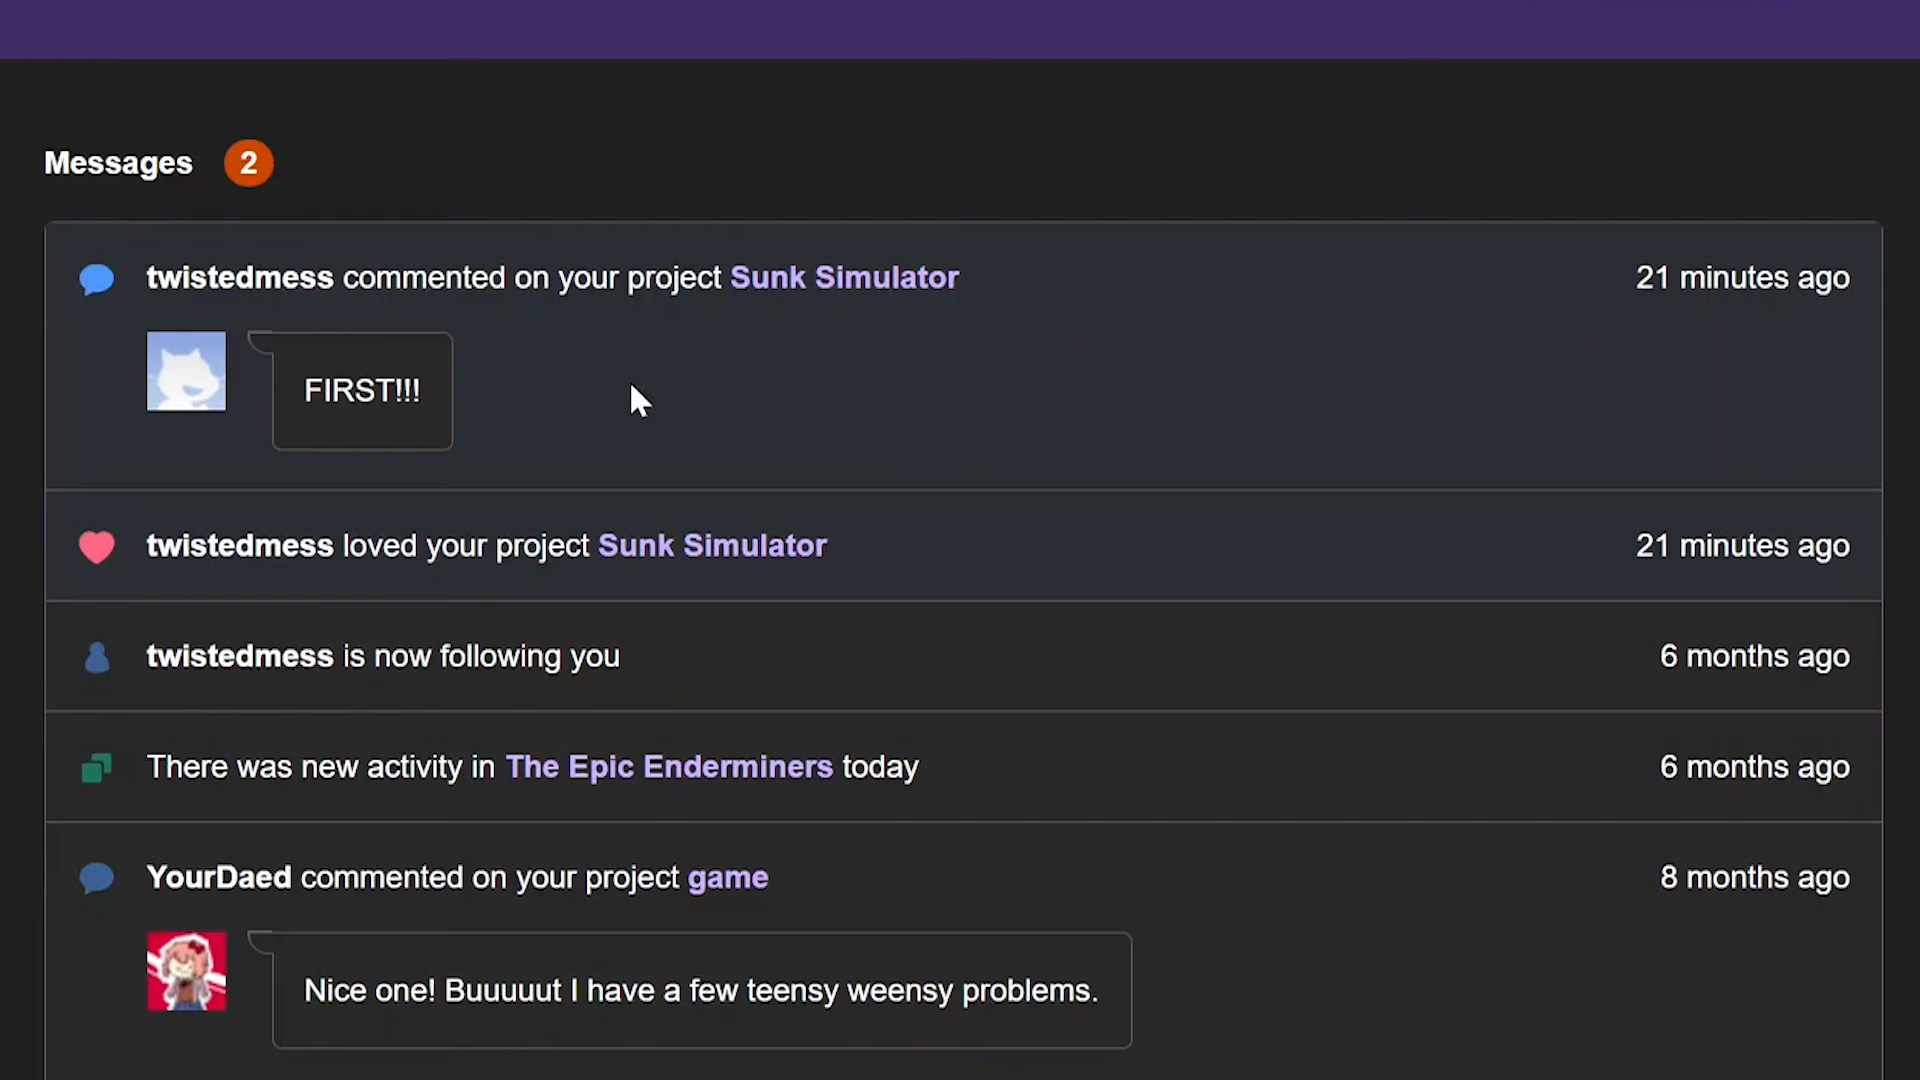 Messages 2
twistedmess commented on your project Sunk Simulator 21 minutes ago
FIRST!!!
twistedmess loved your project Sunk Simulator 21 minutes ago
twistedmess is now following you 6 months ago
There was new activity in The Epic Enderminers today 6 months ago
YourDaed commented on your project game 8 months ago
Nice one! Buuuuut I have a few teensy weensy problems.